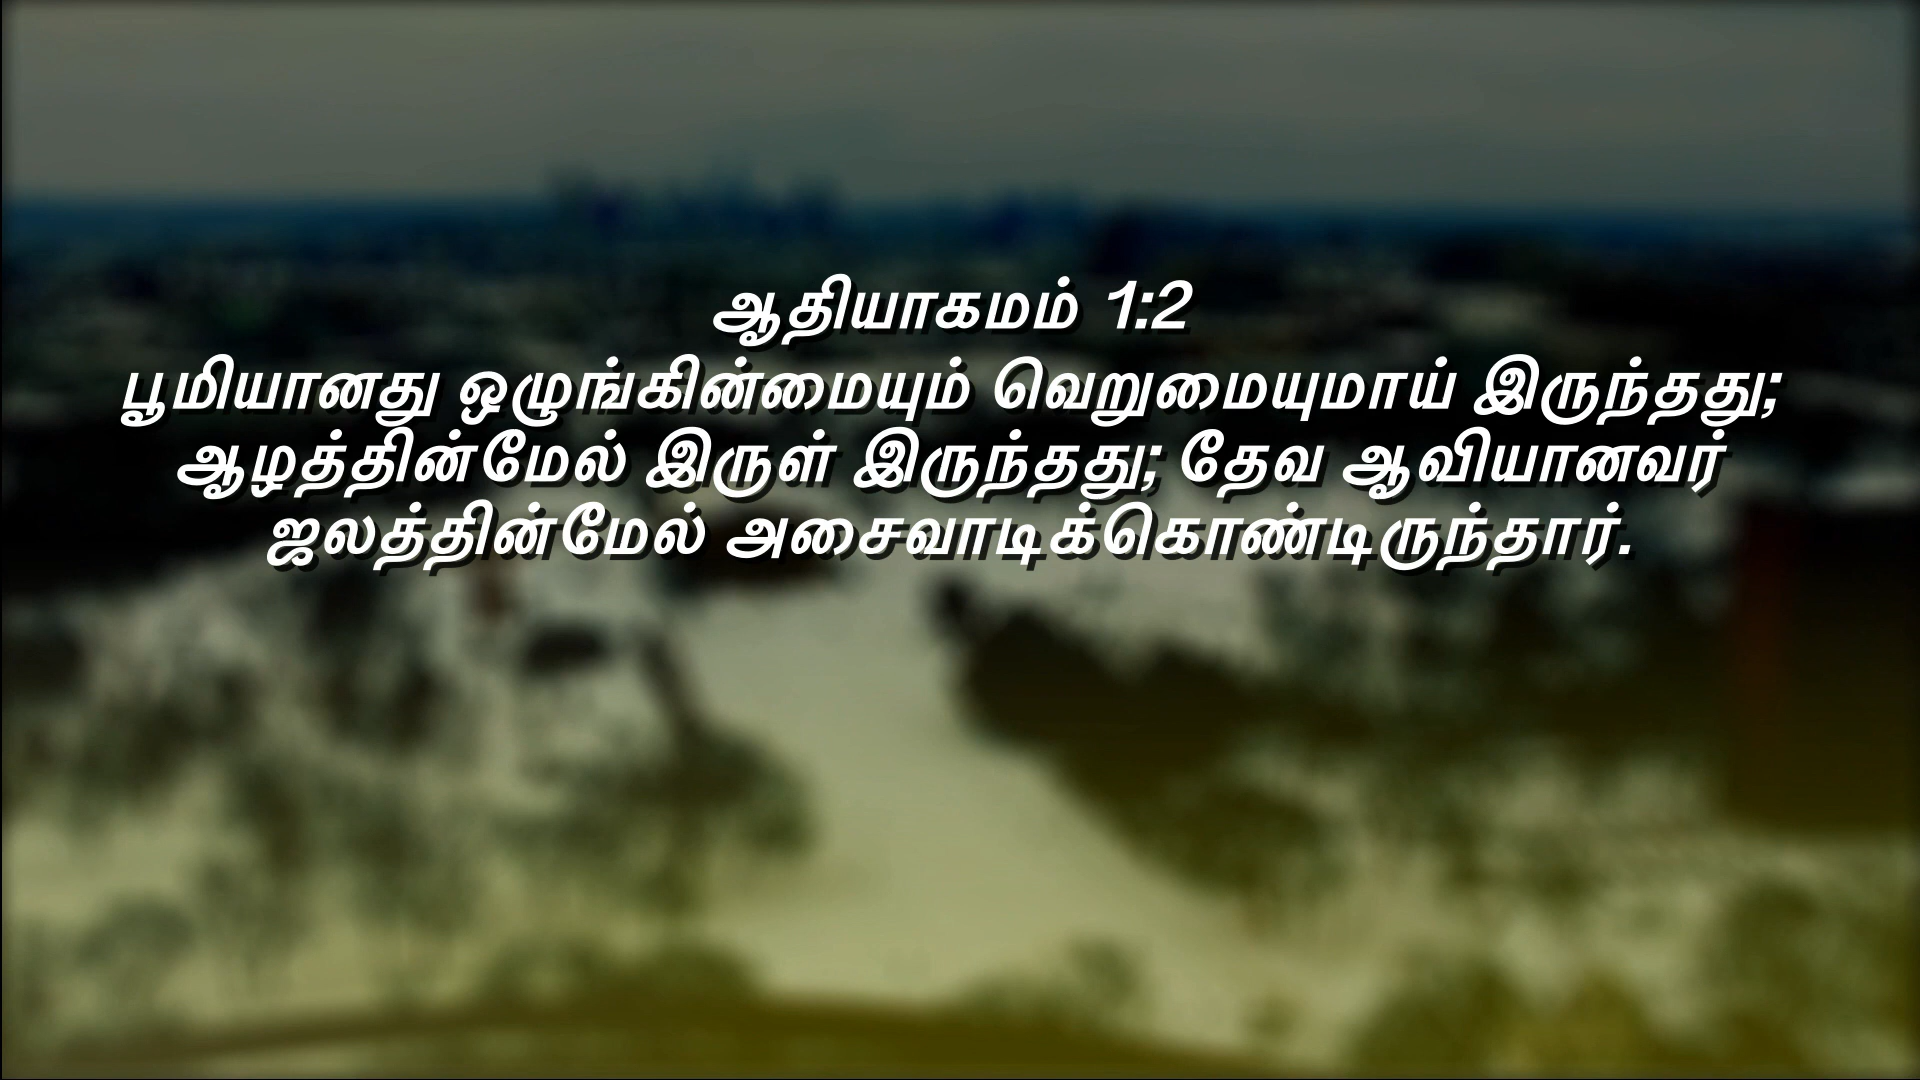 ஆதியாகமம் 1:2
பூமியானது ஒழுங்கின்மையும் வெறுமையுமாய் இருந்தது;
ஆழத்தின்மேல் இருள் இருந்தது; தேவ ஆவியானவர்
ஜலத்தின்மேல் அசைவாடிக்கொண்டிருந்தார்.